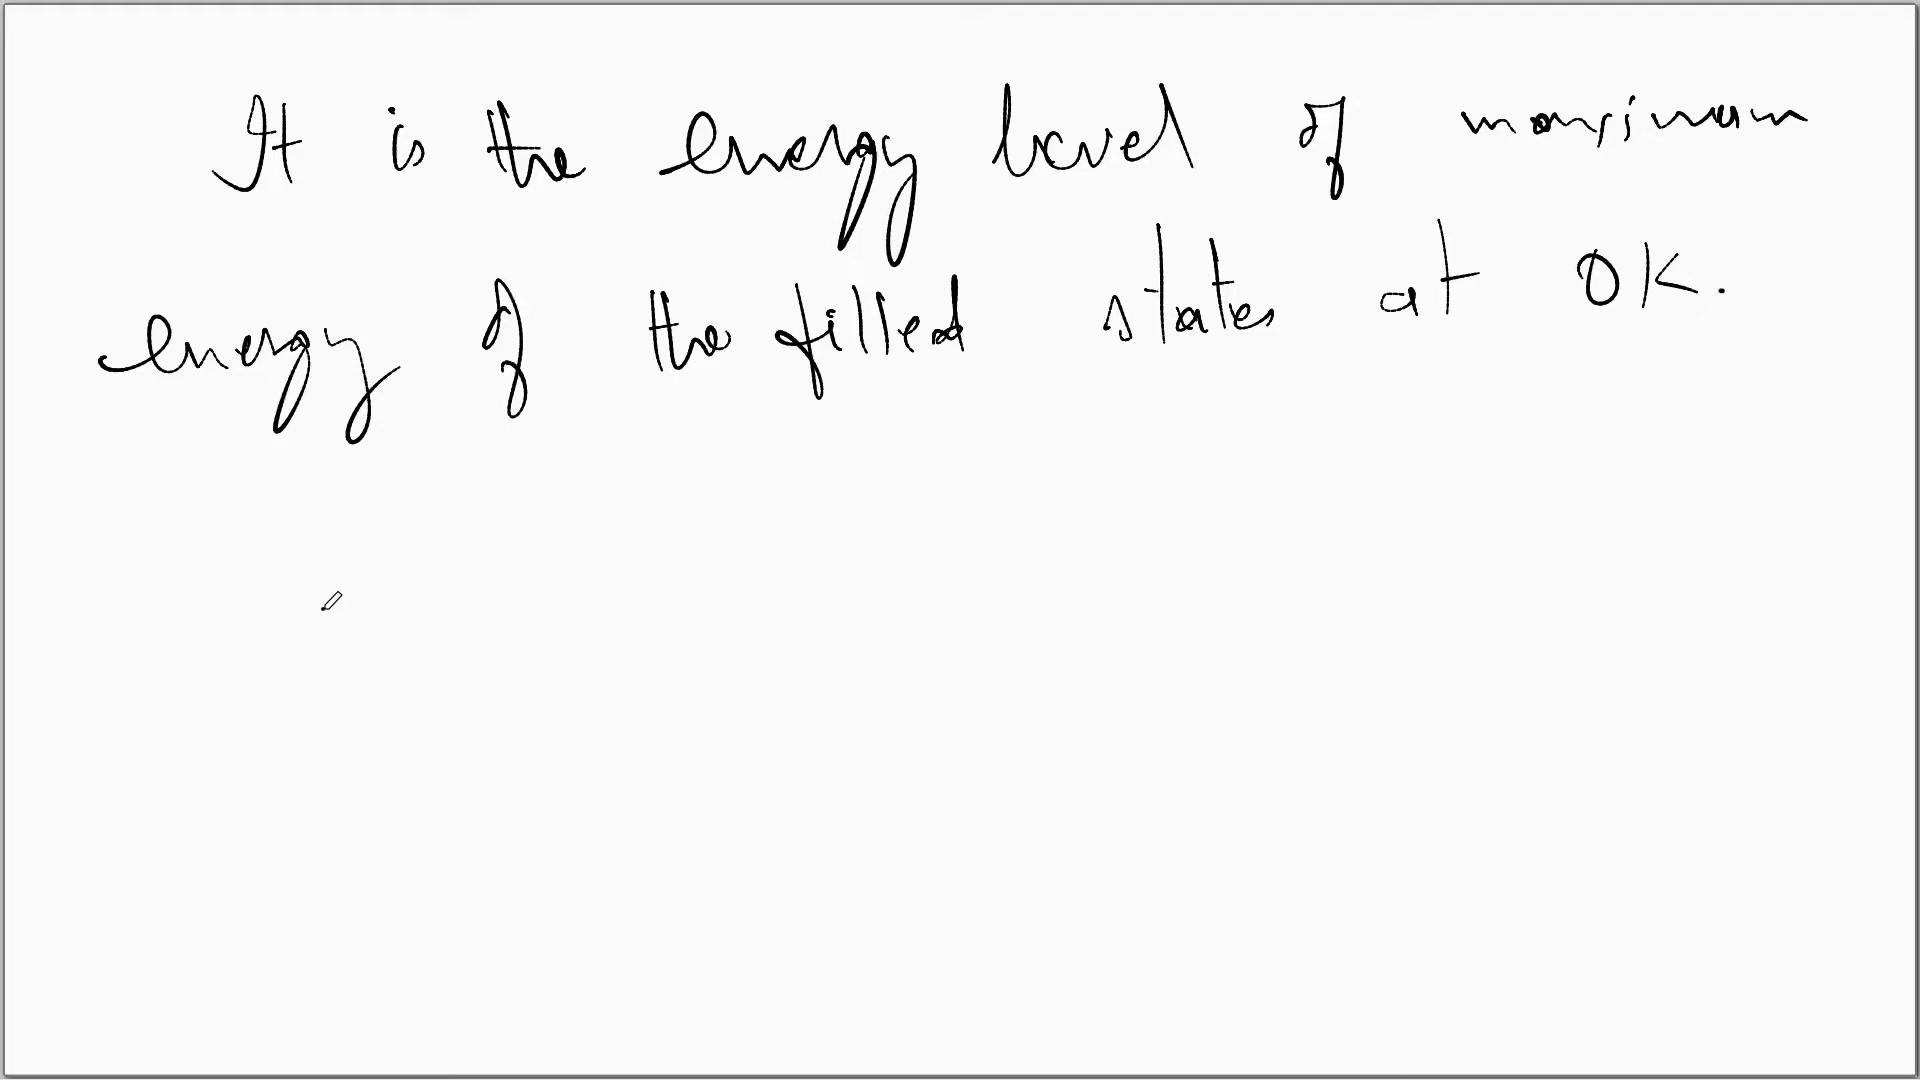 It is the energy level of maximum
energy of the filled states at 0K.